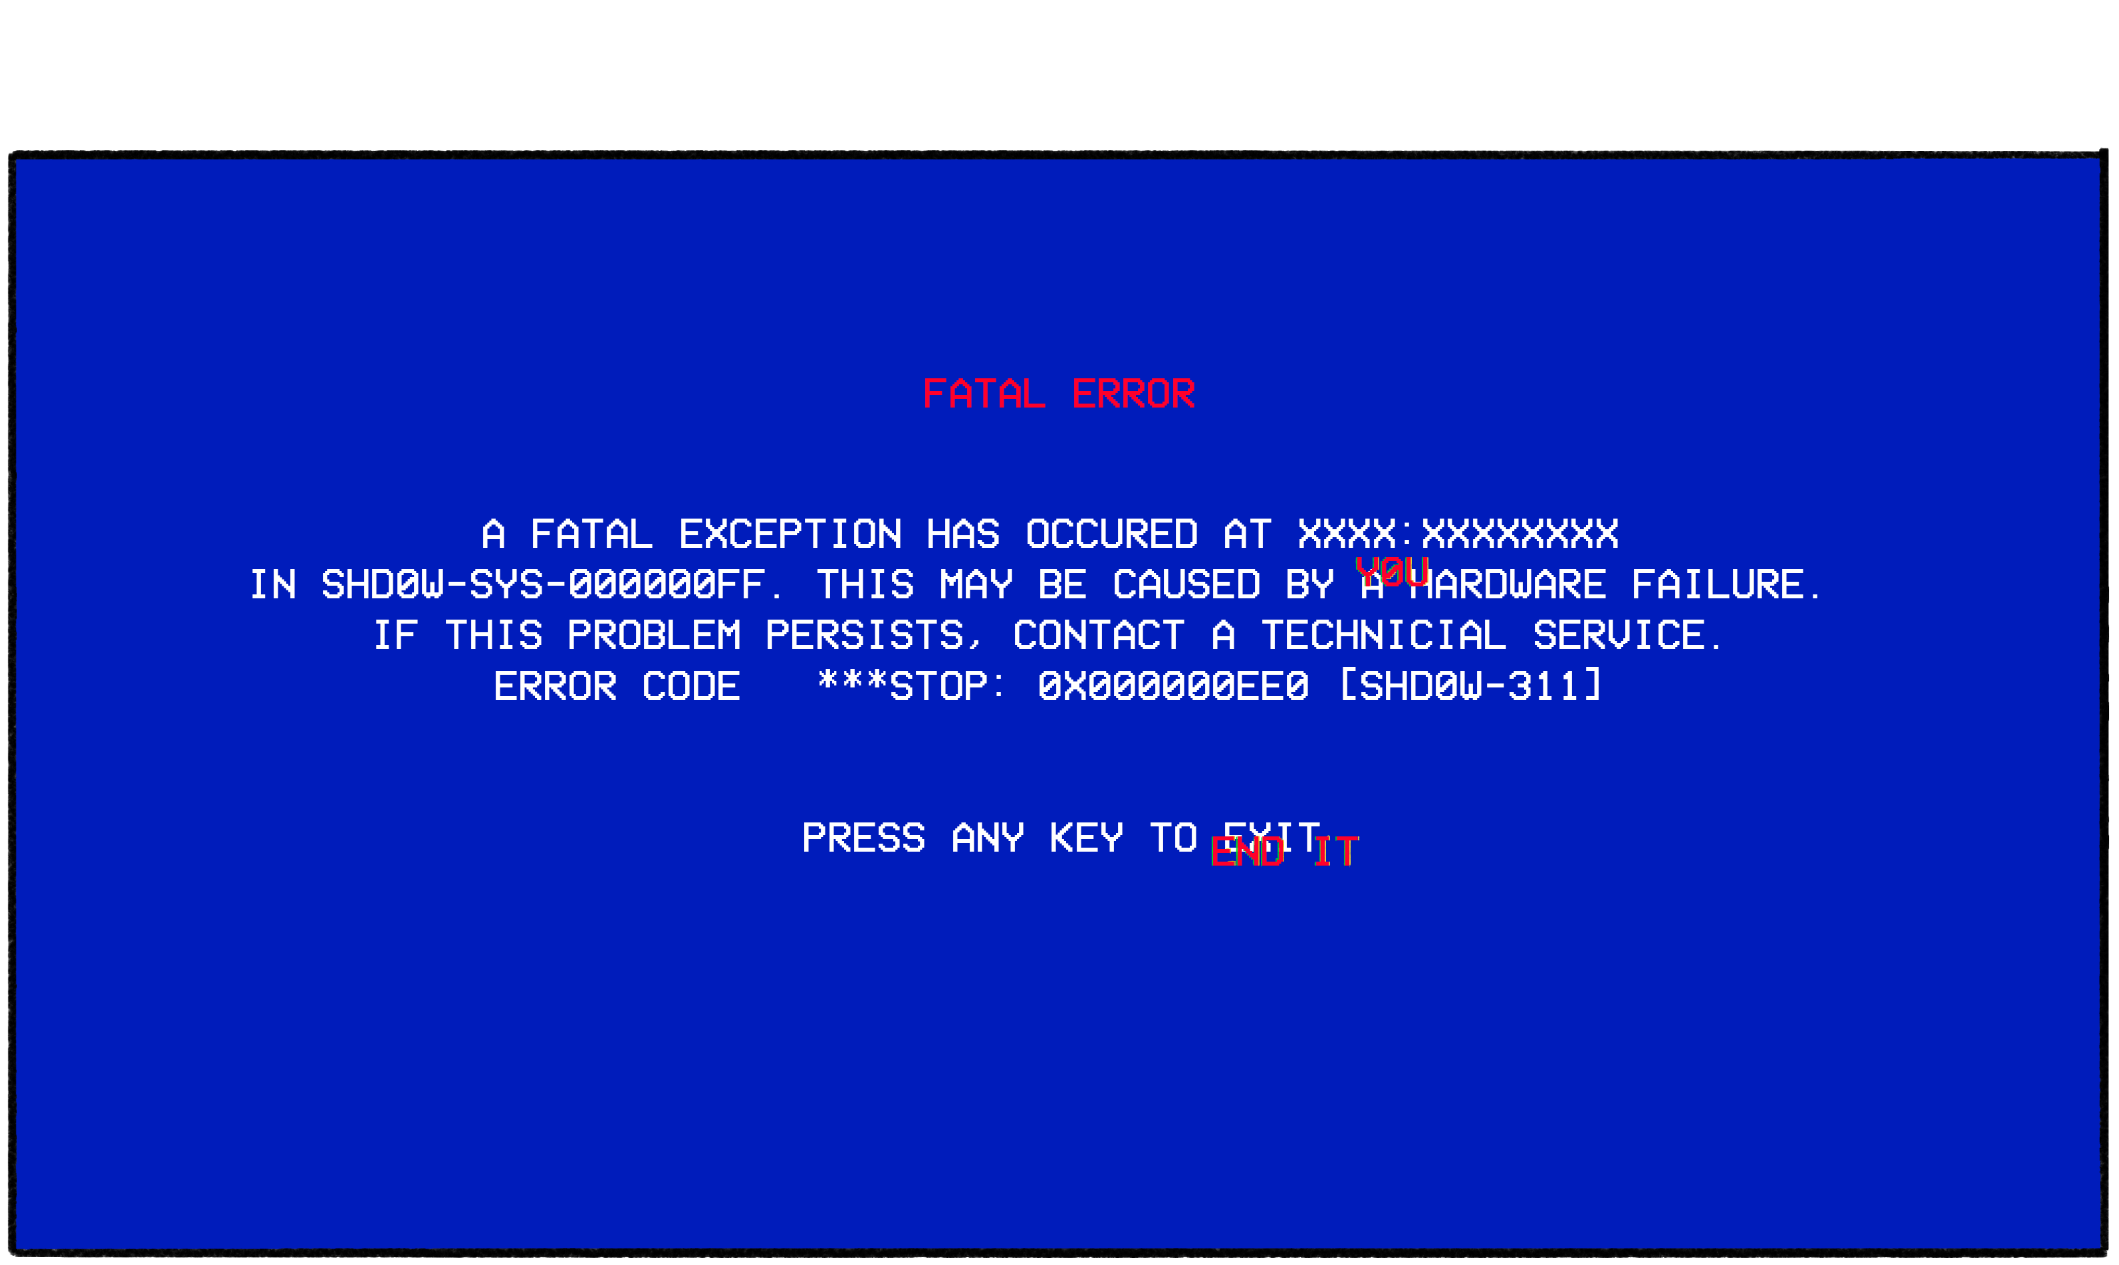 FATAL ERROR
A FATAL EXCEPTION HAS OCCURED AT XXXX:XXXXXXXX
Y0U
IN SHD0W-SYS-000000FF. THIS MAY BE CAUSED BY A HARDWARE FAILURE.
IF THIS PROBLEM PERSISTS, CONTACT A TECHNICIAL SERVICE.
ERROR CODE ***STOP: 0X000000EE0 [SHD0W-311]
PRESS ANY KEY TO EXIT.
END IT